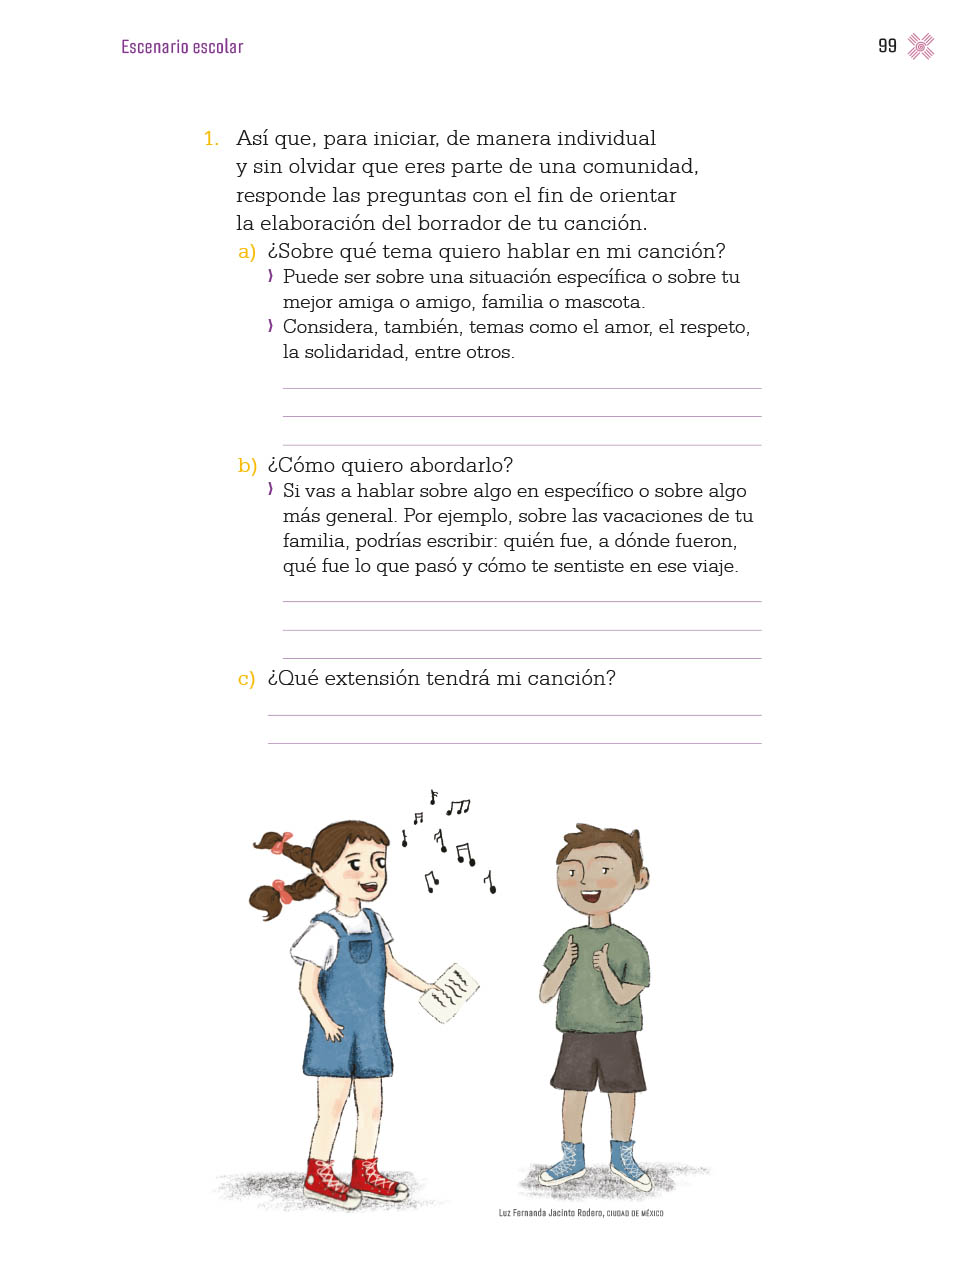 Escenario escolar
99
1. Así que, para iniciar, de manera individual
y sin olvidar que eres parte de una comunidad,
responde las preguntas con el fin de orientar
la elaboración del borrador de tu canción.
a) ¿Sobre qué tema quiero hablar en mi canción?
⟩ Puede ser sobre una situación específica o sobre tu
mejor amiga o amigo, familia o mascota.
⟩ Considera, también, temas como el amor, el respeto,
la solidaridad, entre otros.
b) ¿Cómo quiero abordarlo?
⟩ Si vas a hablar sobre algo en específico o sobre algo
más general. Por ejemplo, sobre las vacaciones de tu
familia, podrías escribir: quién fue, a dónde fueron,
qué fue lo que pasó y cómo te sentiste en ese viaje.
c) ¿Qué extensión tendrá mi canción?
Luz Fernanda Jacinto Rodero, CIUDAD DE MÉXICO